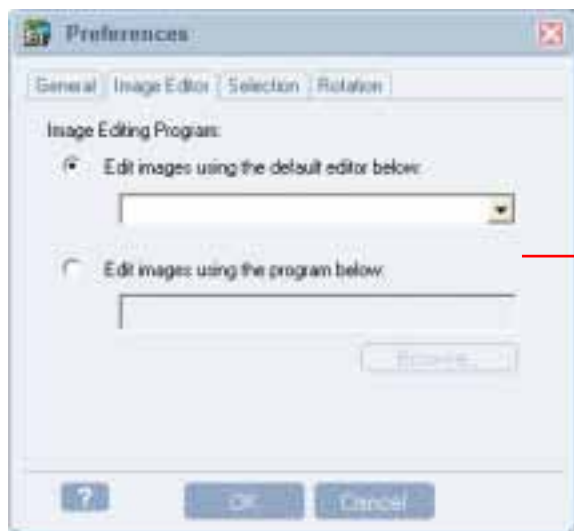 Preferences
General Image Editor Selection Rotation
Image Editing Program:
Edit images using the default editor below:
Edit images using the program below:
Browse...
?
OK Cancel